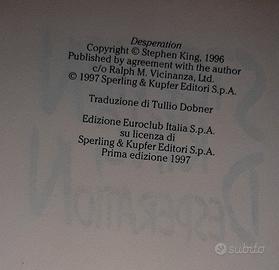 Desperation
Copyright © Stephen King, 1996
Published by agreement with the author
c/o Ralph M. Vicinanza, Ltd.
© 1997 Sperling & Kupfer Editori S.p.A.
Traduzione di Tullio Dobner
Edizione Euroclub Italia S.p.A.
su licenza di
Sperling & Kupfer Editori S.p.A.
Prima edizione 1997
DESPERATION
subito